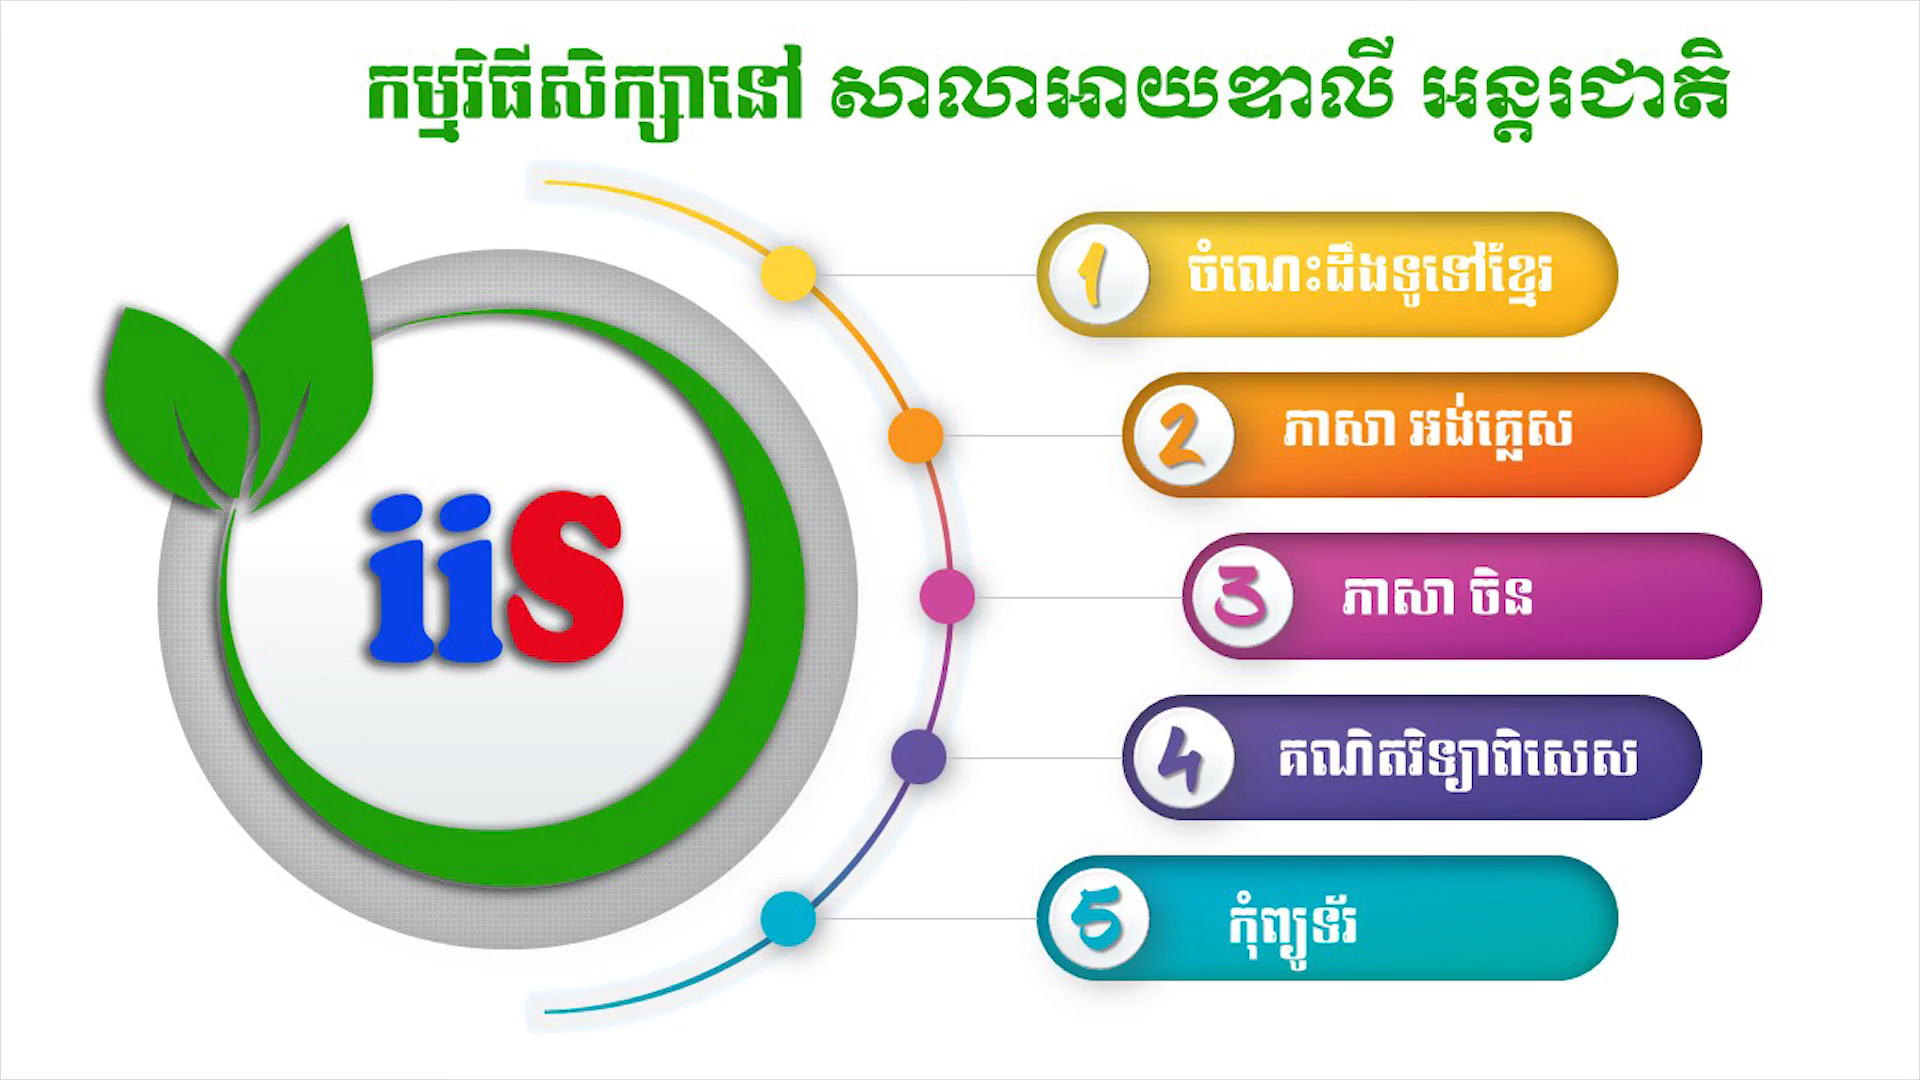 កម្មវិធីសិក្សានៅ សាលាអាយឌាលី អន្តរជាតិ
iis
1 ចំណេះដឹងទូទៅខ្មែរ
2 ភាសា អង់គ្លេស
3 ភាសា ចិន
4 គណិតវិទ្យាពិសេស
5 កុំព្យូទ័រ